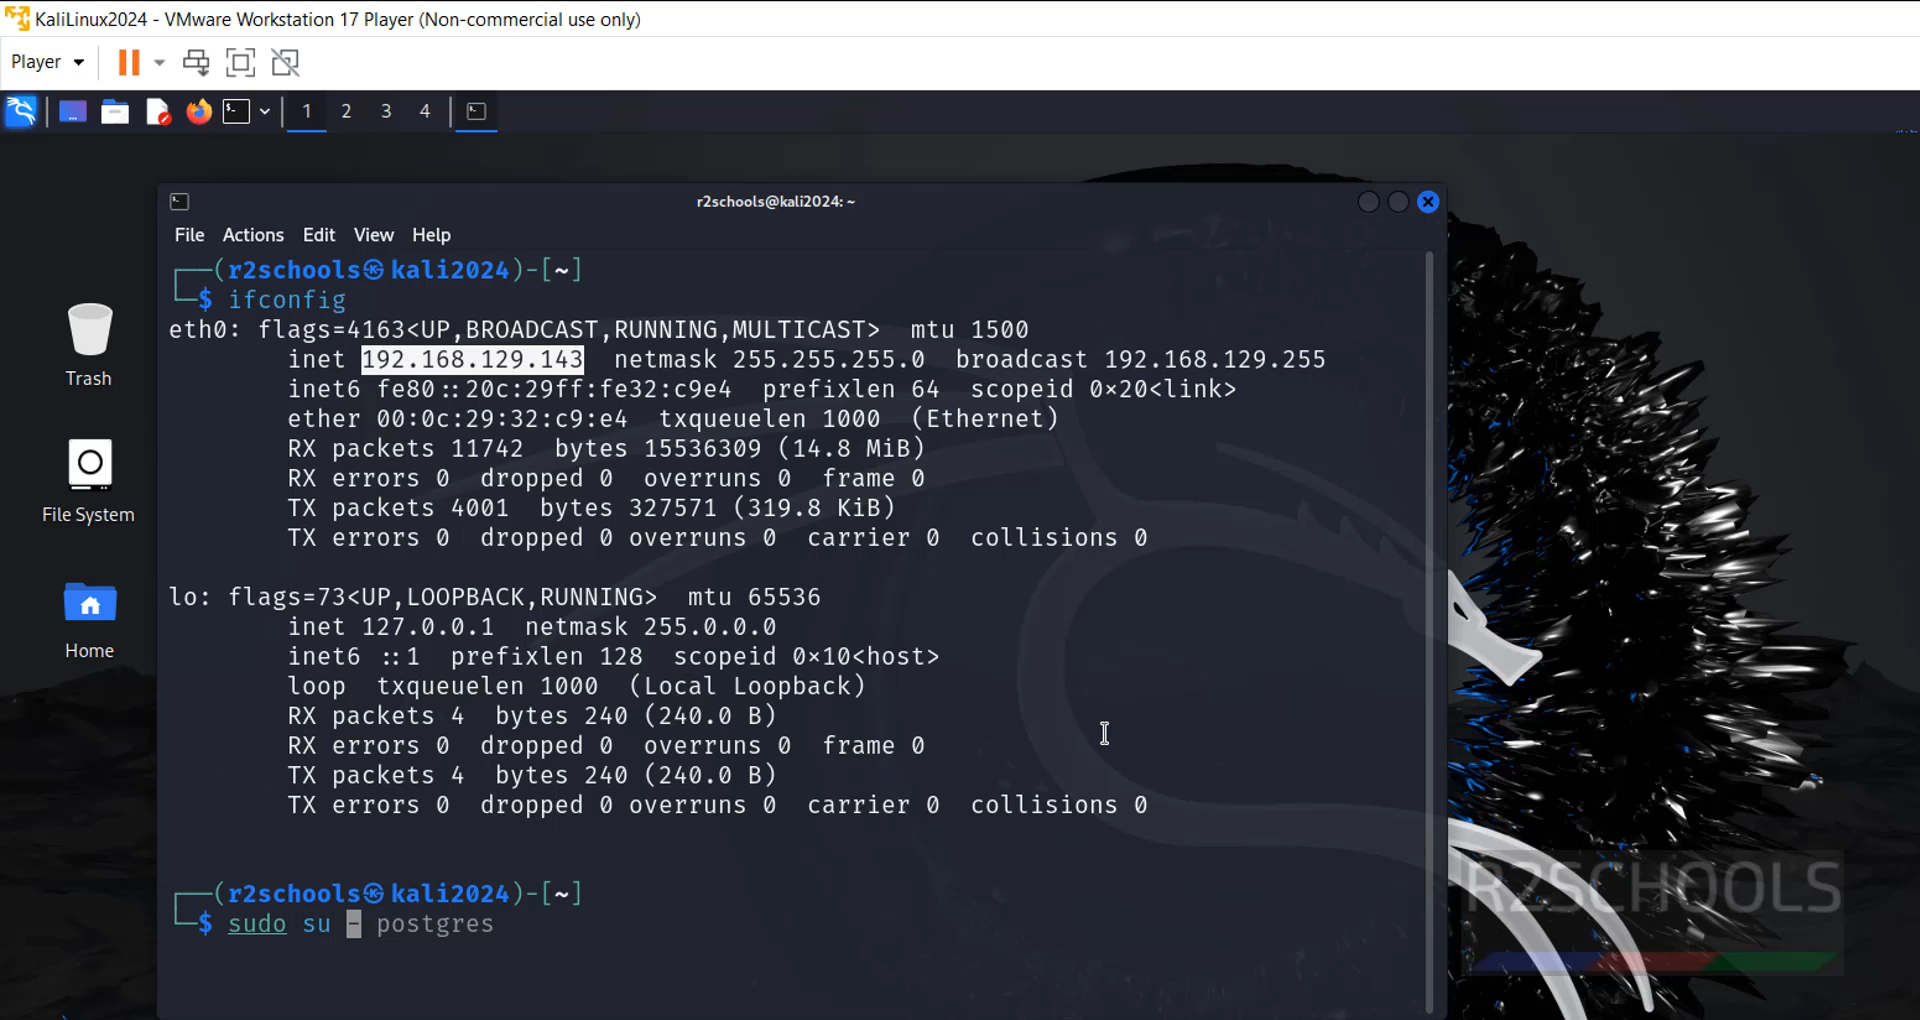 KaliLinux2024 - VMware Workstation 17 Player (Non-commercial use only)
Player
1 2 3 4
r2schools@kali2024: ~
File Actions Edit View Help
Trash
File System
Home
┌──(r2schools㉿kali2024)-[~]
└─$ ifconfig
eth0: flags=4163<UP,BROADCAST,RUNNING,MULTICAST>  mtu 1500
        inet 192.168.129.143  netmask 255.255.255.0  broadcast 192.168.129.255
        inet6 fe80::20c:29ff:fe32:c9e4  prefixlen 64  scopeid 0×20<link>
        ether 00:0c:29:32:c9:e4  txqueuelen 1000  (Ethernet)
        RX packets 11742  bytes 15536309 (14.8 MiB)
        RX errors 0  dropped 0  overruns 0  frame 0
        TX packets 4001  bytes 327571 (319.8 KiB)
        TX errors 0  dropped 0 overruns 0  carrier 0  collisions 0
lo: flags=73<UP,LOOPBACK,RUNNING>  mtu 65536
        inet 127.0.0.1  netmask 255.0.0.0
        inet6 ::1  prefixlen 128  scopeid 0×10<host>
        loop  txqueuelen 1000  (Local Loopback)
        RX packets 4  bytes 240 (240.0 B)
        RX errors 0  dropped 0  overruns 0  frame 0
        TX packets 4  bytes 240 (240.0 B)
        TX errors 0  dropped 0 overruns 0  carrier 0  collisions 0
┌──(r2schools㉿kali2024)-[~]
└─$ sudo su - postgres
R2SCHOOLS